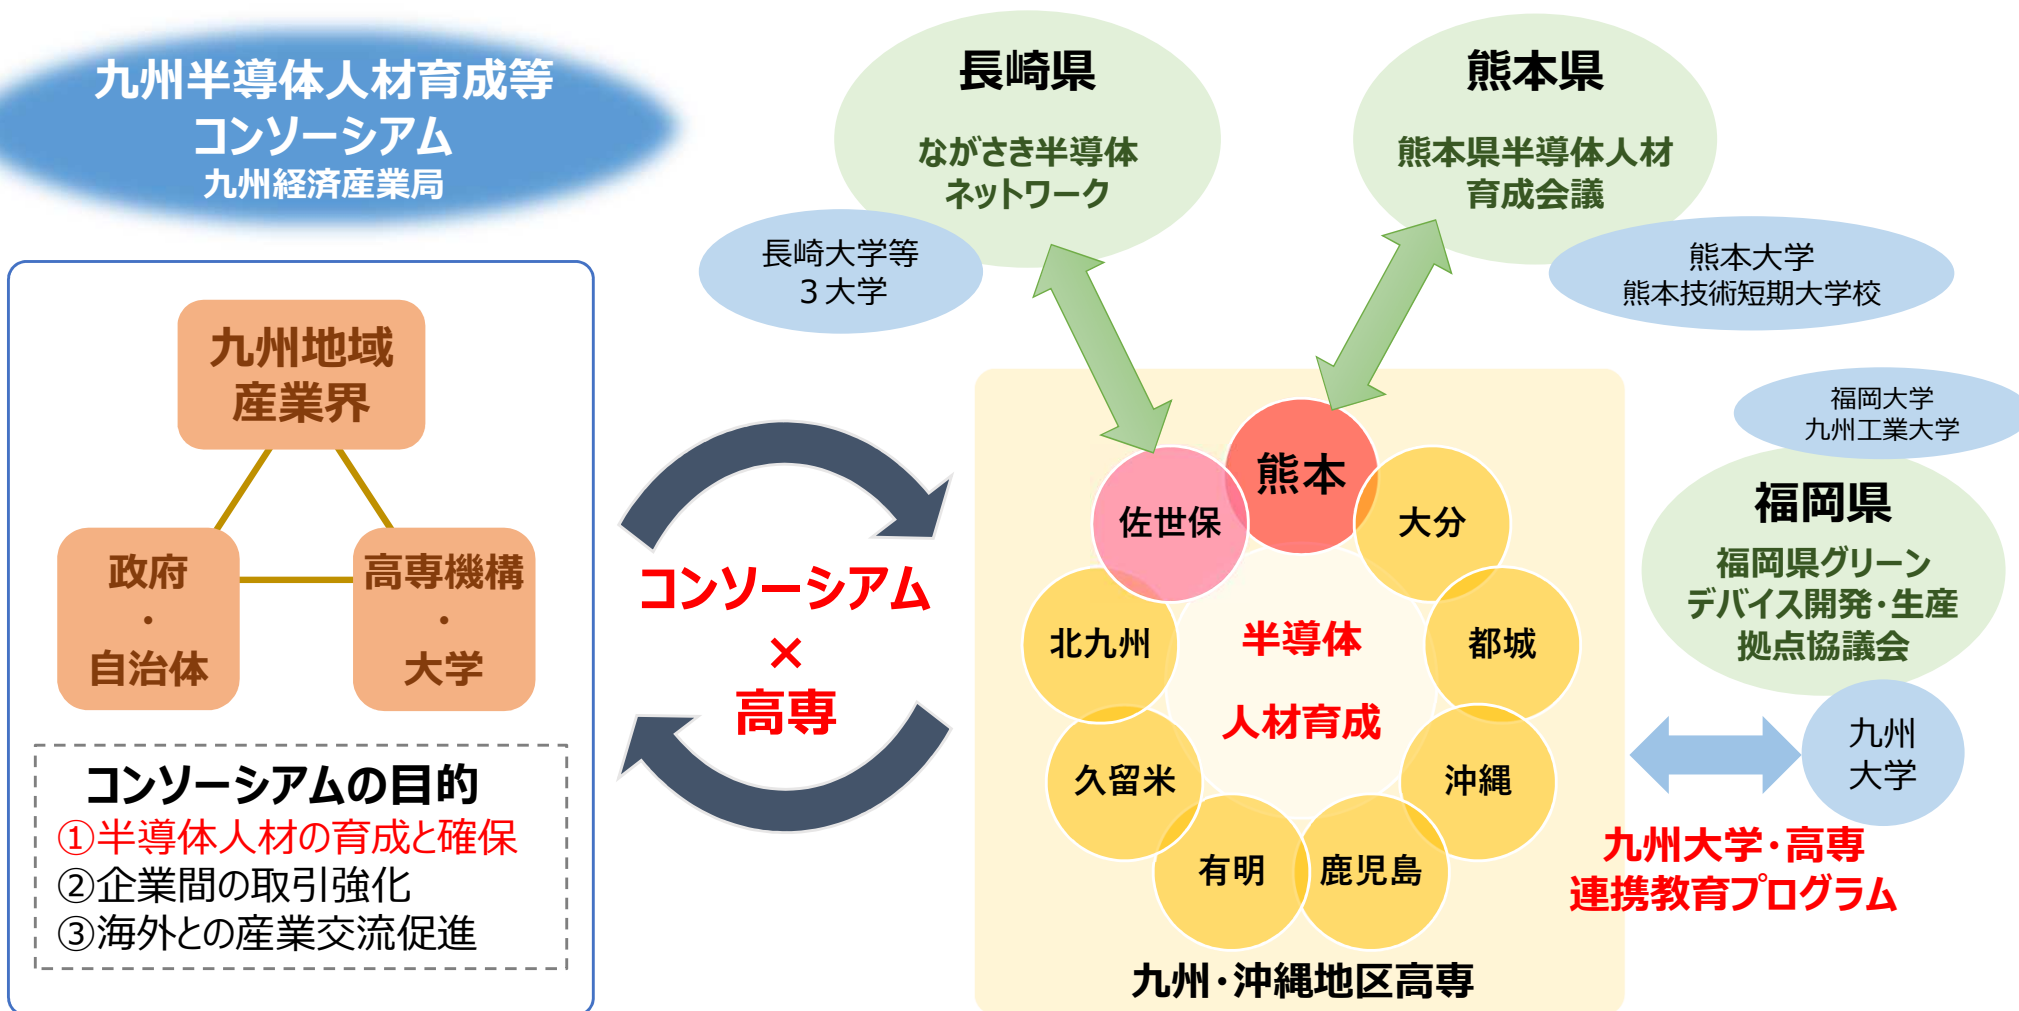 九州半導体人材育成等
コンソーシアム
九州経済産業局
九州地域
産業界
政府
・
自治体
高専機構
・
大学
コンソーシアムの目的
①半導体人材の育成と確保
②企業間の取引強化
③海外との産業交流促進
コンソーシアム
×
高専
長崎県
ながさき半導体
ネットワーク
長崎大学等
３大学
熊本県
熊本県半導体人材
育成会議
熊本大学
熊本技術短期大学校
福岡大学
九州工業大学
福岡県
福岡県グリーン
デバイス開発・生産
拠点協議会
九州
大学
九州大学・高専
連携教育プログラム
熊本
佐世保
大分
北九州
都城
久留米
沖縄
有明
鹿児島
半導体
人材育成
九州・沖縄地区高専